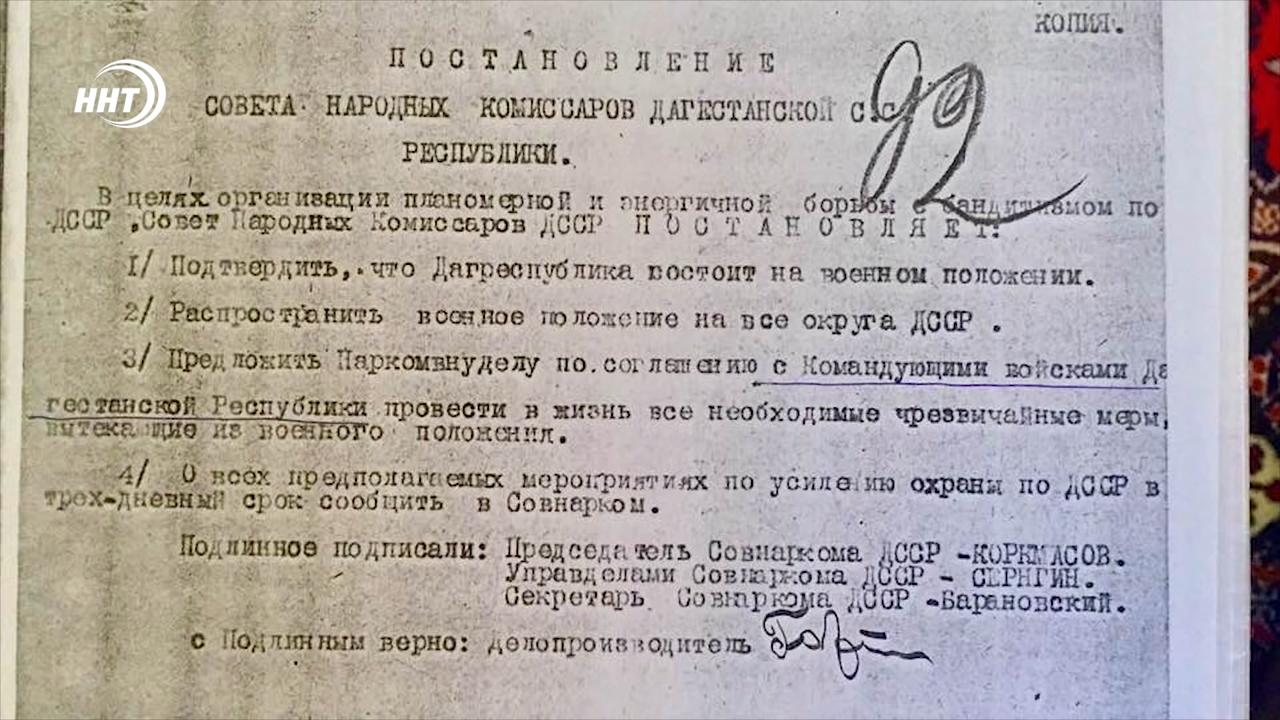 ННТ
КОПИЯ.
ПОСТАНОВЛЕНИЕ
СОВЕТА НАРОДНЫХ КОМИССАРОВ ДАГЕСТАНСКОЙ С.С.
92
РЕСПУБЛИКИ.
В целях организации планомерной и энергичной борьбы с бандитизмом по
ДССР, Совет Народных Комиссаров ДССР ПОСТАНОВЛЯЕТ:
1/ Подтвердить, что Дагреспублика состоит на военном положении.
2/ Распространить военное положение на все округа ДССР .
3/ Предложить Наркомвнуделу по.соглашению с Командующими войсками Да
гестанской Республики провести в жизнь все необходимые чрезвычайные меры,
вытекающие из военного положения.
4/ О всех предполагаемых мероприятиях по усилению охраны по ДССР в
трех-дневный срок сообщить в Совнарком.
Подлинное подписали: Председатель Совнаркома ДССР -КОРКМАСОВ.
Управделами Совнаркома ДССР - СЕРЯГИН.
Секретарь Совнаркома ДССР -Барановский.
с Подлинным верно: делопроизводитель